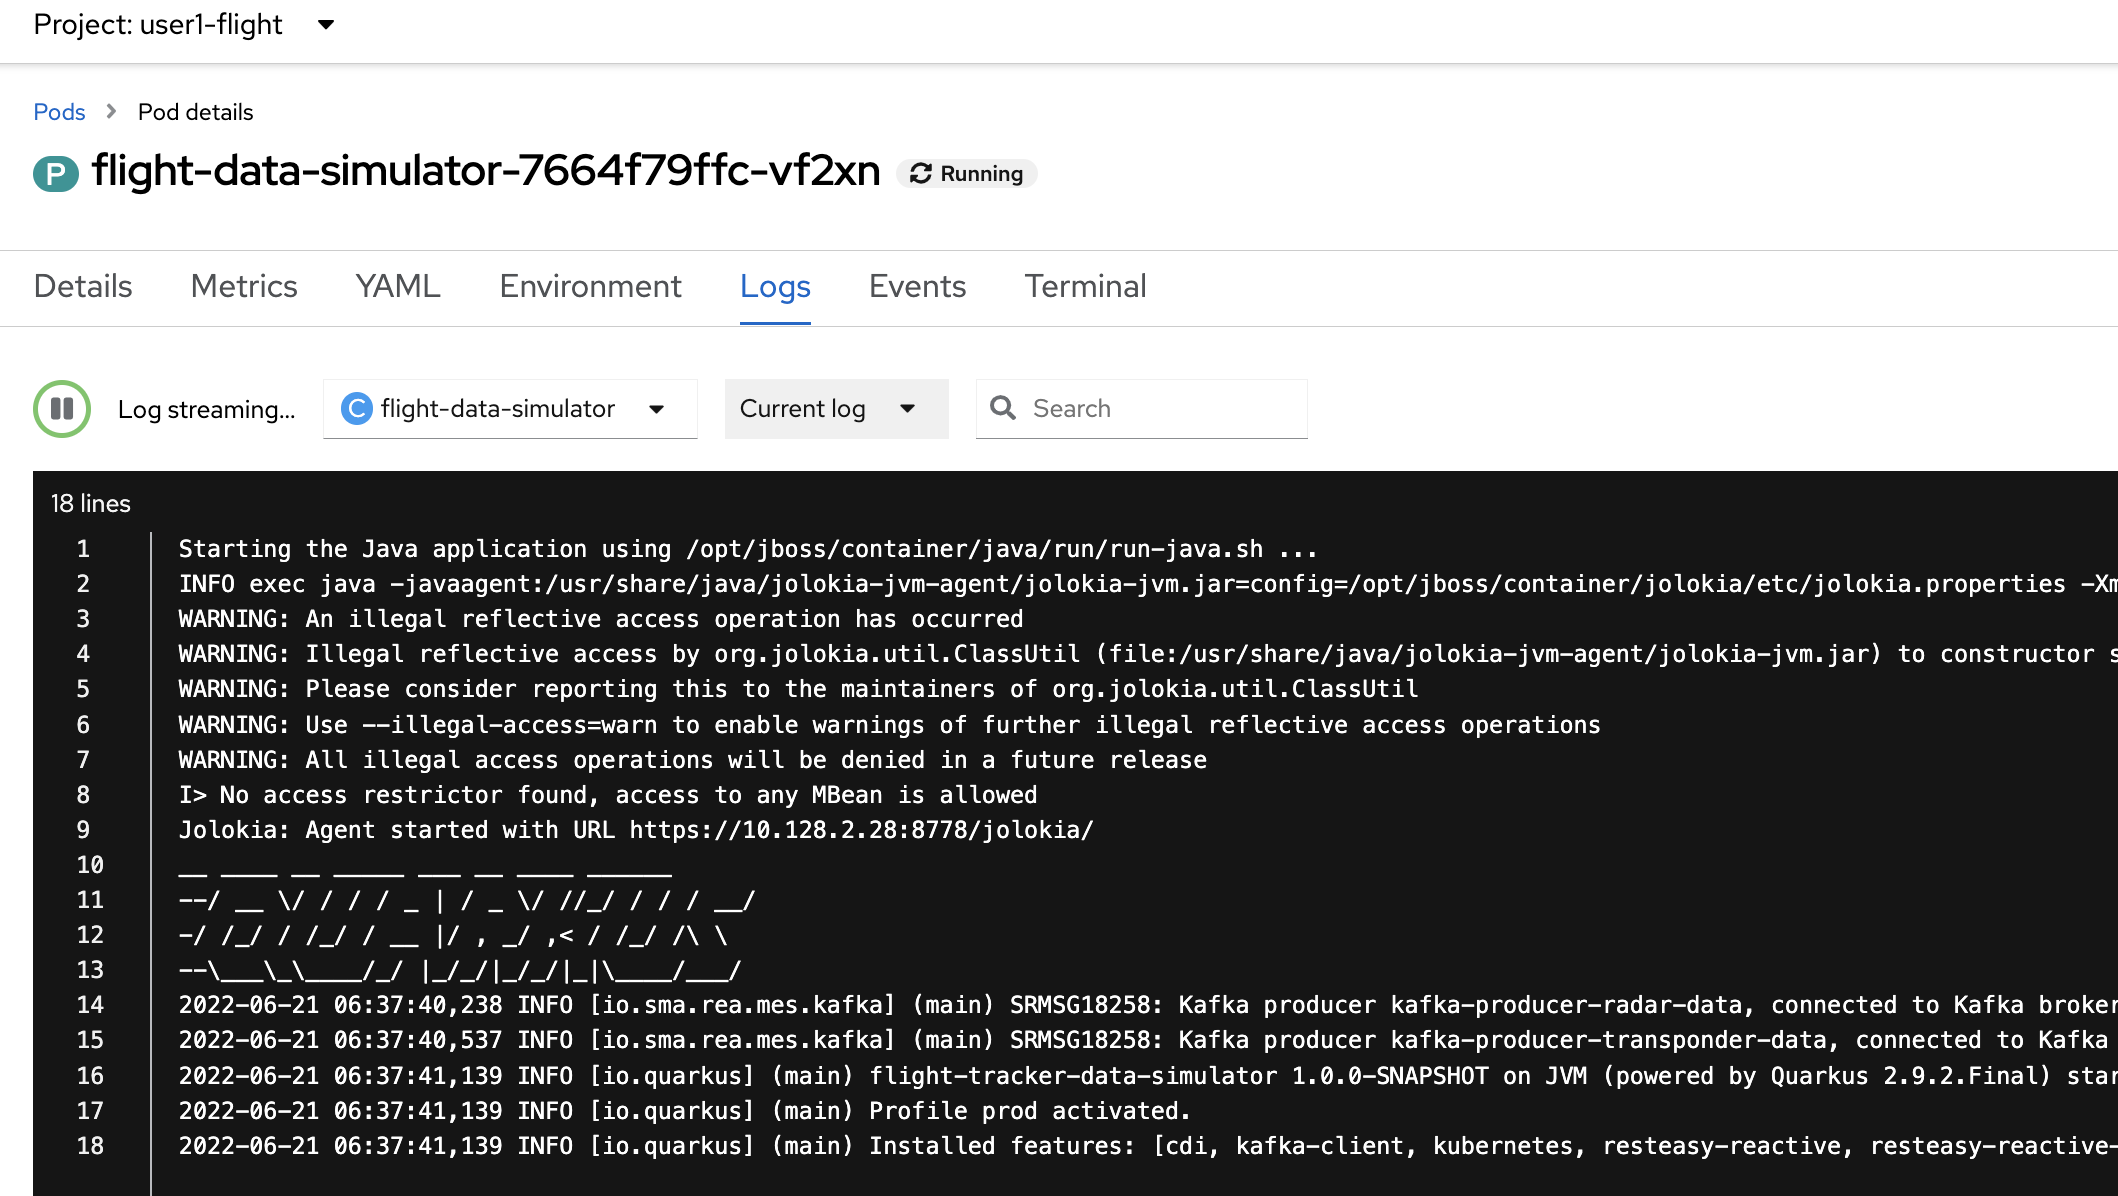 Project: user1-flight
Pods > Pod details
P flight-data-simulator-7664f79ffc-vf2xn Running
Details Metrics YAML Environment Logs Events Terminal
Log streaming... C flight-data-simulator Current log Search
18 lines
1 Starting the Java application using /opt/jboss/container/java/run/run-java.sh ...
2 INFO exec java -javaagent:/usr/share/java/jolokia-jvm-agent/jolokia-jvm.jar=config=/opt/jboss/container/jolokia/etc/jolokia.properties -Xm
3 WARNING: An illegal reflective access operation has occurred
4 WARNING: Illegal reflective access by org.jolokia.util.ClassUtil (file:/usr/share/java/jolokia-jvm-agent/jolokia-jvm.jar) to constructor s
5 WARNING: Please consider reporting this to the maintainers of org.jolokia.util.ClassUtil
6 WARNING: Use --illegal-access=warn to enable warnings of further illegal reflective access operations
7 WARNING: All illegal access operations will be denied in a future release
8 I> No access restrictor found, access to any MBean is allowed
9 Jolokia: Agent started with URL https://10.128.2.28:8778/jolokia/
10 __ ____ __ _____ ___ __ ____ ______
11 --/ __ \/ / / / _ | / _ \/ //_/ / / / __/
12 -/ /_/ / /_/ / __ |/ , _/ ,< / /_/ /\ \
13 --\___\_\____/_/ |_/_/|_/_/|_|\____/___/
14 2022-06-21 06:37:40,238 INFO [io.sma.rea.mes.kafka] (main) SRMSG18258: Kafka producer kafka-producer-radar-data, connected to Kafka broker
15 2022-06-21 06:37:40,537 INFO [io.sma.rea.mes.kafka] (main) SRMSG18258: Kafka producer kafka-producer-transponder-data, connected to Kafka
16 2022-06-21 06:37:41,139 INFO [io.quarkus] (main) flight-tracker-data-simulator 1.0.0-SNAPSHOT on JVM (powered by Quarkus 2.9.2.Final) star
17 2022-06-21 06:37:41,139 INFO [io.quarkus] (main) Profile prod activated.
18 2022-06-21 06:37:41,139 INFO [io.quarkus] (main) Installed features: [cdi, kafka-client, kubernetes, resteasy-reactive, resteasy-reactive-